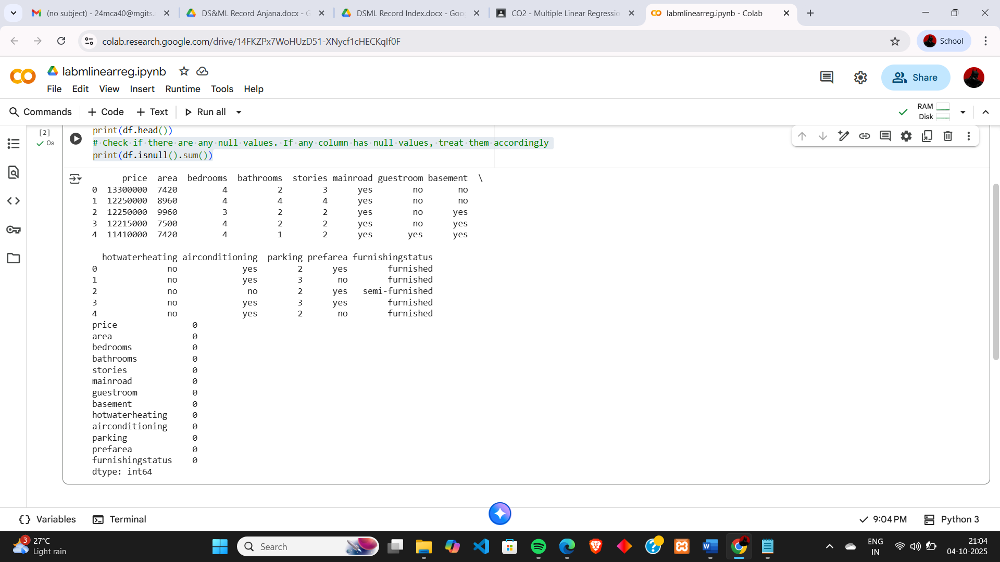 (no subject) - 24mca40@mgits.
DS&ML Record Anjana.docx - G
DSML Record Index.docx - Goo
CO2 - Multiple Linear Regressio
labmlinearreg.ipynb - Colab
colab.research.google.com/drive/14FKZPx7WoHUzD51-XNycf1cHECKqIf0F
School
labmlinearreg.ipynb
File Edit View Insert Runtime Tools Help
Share
Commands + Code + Text Run all
RAM
Disk
[2]
0s
print(df.head())
# Check if there are any null values. If any column has null values, treat them accordingly
print(df.isnull().sum())
price area bedrooms bathrooms stories mainroad guestroom basement \
0 13300000 7420 4 2 3 yes no no
1 12250000 8960 4 4 4 yes no no
2 12250000 9960 3 2 2 yes no yes
3 12215000 7500 4 2 2 yes no yes
4 11410000 7420 4 1 2 yes yes yes
hotwaterheating airconditioning parking prefarea furnishingstatus
0 no yes 2 yes furnished
1 no yes 3 no furnished
2 no no 2 yes semi-furnished
3 no yes 3 yes furnished
4 no yes 2 no furnished
price 0
area 0
bedrooms 0
bathrooms 0
stories 0
mainroad 0
guestroom 0
basement 0
hotwaterheating 0
airconditioning 0
parking 0
prefarea 0
furnishingstatus 0
dtype: int64
{} Variables Terminal
9:04 PM Python 3
3
27°C
Light rain
Search
ENG
IN
21:04
04-10-2025